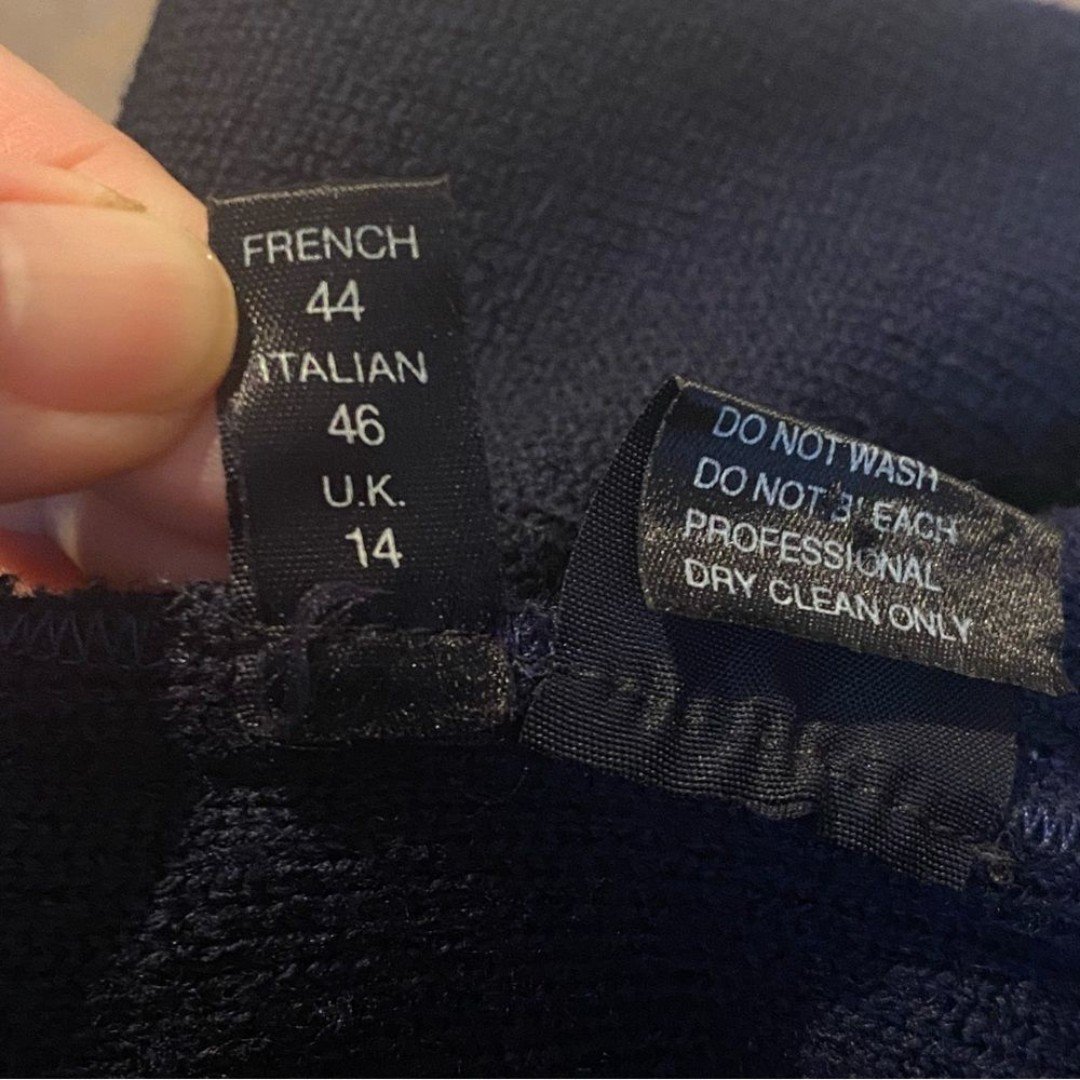 FRENCH
44
ITALIAN
46
U.K.
14
DO NOT WASH
DO NOT BLEACH
PROFESSIONAL
DRY CLEAN ONLY